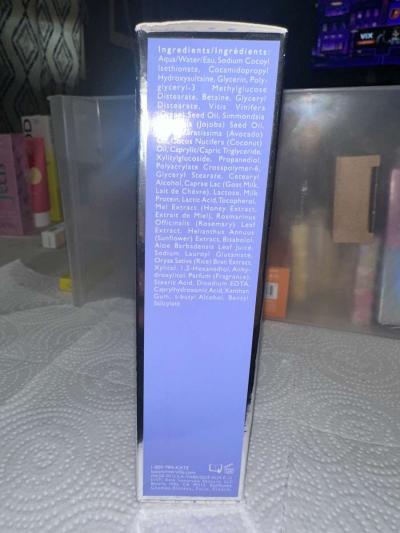 Ingredients/Ingrédients:
Aqua/Water/Eau, Sodium Cocoyl
Isethionate, Cocamidopropyl
Hydroxysultaine, Glycerin, Poly-
glyceryl-3 Methylglucose
Distearate, Betaine, Glyceryl
Distearate, Vitis Vinifera
(Grape) Seed Oil, Simmondsia
(Jojoba) Seed Oil,
Gratissima (Avocado)
Oil, Cocos Nucifera (Coconut)
Oil, Caprylic/Capric Triglyceride,
Xylitylglucoside, Propanediol,
Polyacrylate Crosspolymer-6,
Glyceryl Stearate, Cetearyl
Alcohol, Caprae Lac (Goat Milk,
Lait de Chèvre), Lactose, Milk
Protein, Lactic Acid, Tocopherol,
Mel Extract (Honey Extract,
Extrait de Miel), Rosmarinus
Officinalis (Rosemary) Leaf
Extract, Helianthus Annuus
(Sunflower) Extract, Bisabolol,
Aloe Barbadensis Leaf Juice,
Sodium Lauroyl Glutamate,
Oryza Sativa (Rice) Bran Extract,
Xylitol, 1,2-Hexanediol, Anhy-
droxylitol, Parfum (Fragrance),
Stearic Acid, Disodium EDTA,
Caprylhydroxamic Acid, Xanthan
Gum, t-butyl Alcohol, Benzyl
Salicylate
VIX